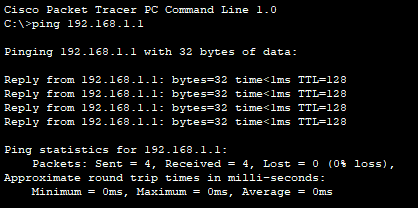 Cisco Packet Tracer PC Command Line 1.0
C:\>ping 192.168.1.1
Pinging 192.168.1.1 with 32 bytes of data:
Reply from 192.168.1.1: bytes=32 time<1ms TTL=128
Reply from 192.168.1.1: bytes=32 time<1ms TTL=128
Reply from 192.168.1.1: bytes=32 time<1ms TTL=128
Reply from 192.168.1.1: bytes=32 time<1ms TTL=128
Ping statistics for 192.168.1.1:
    Packets: Sent = 4, Received = 4, Lost = 0 (0% loss),
Approximate round trip times in milli-seconds:
    Minimum = 0ms, Maximum = 0ms, Average = 0ms